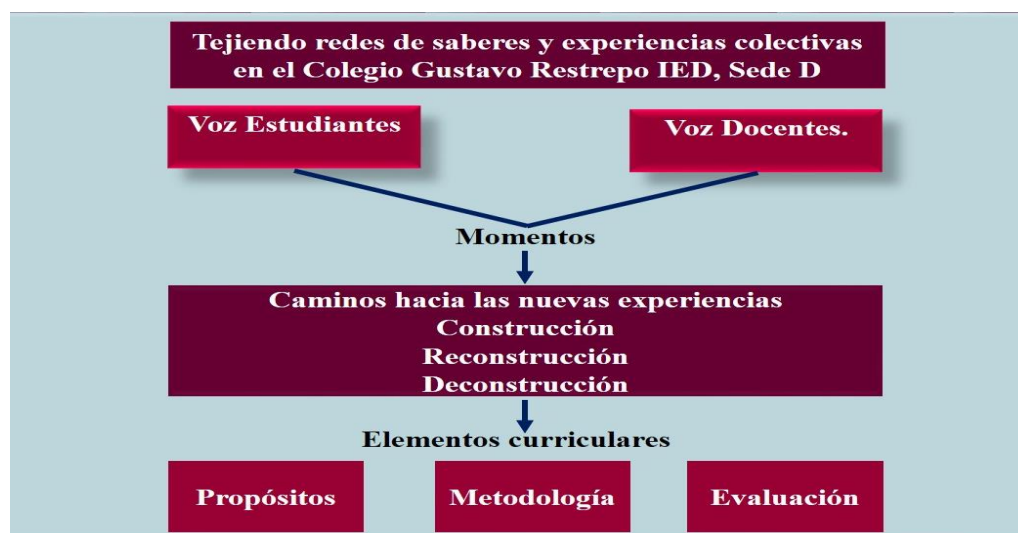 Tejiendo redes de saberes y experiencias colectivas
en el Colegio Gustavo Restrepo IED, Sede D
Voz Estudiantes
Voz Docentes.
Momentos
Caminos hacia las nuevas experiencias
Construcción
Reconstrucción
Deconstrucción
Elementos curriculares
Propósitos
Metodología
Evaluación